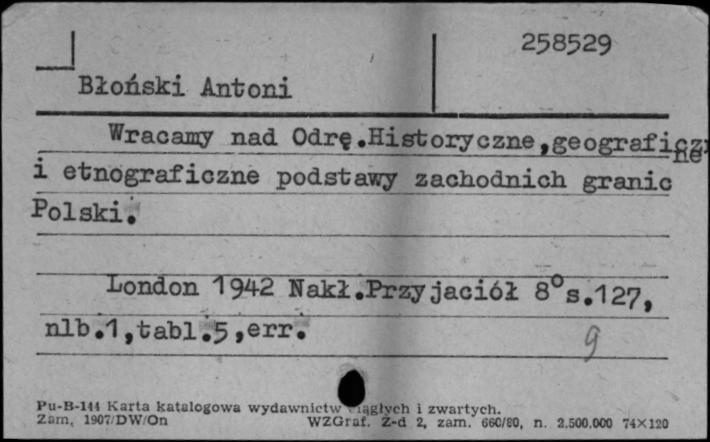 258529
Błoński Antoni
Wracamy nad Odrę.Historyczne,geograficzne
i etnograficzne podstawy zachodnich granic
Polski.
London 1942 Nakł.Przyjaciół 8°s.127,
nlb.1,tabl.5,err.
g
Pu-B-144 Karta katalogowa wydawnictw ciągłych i zwartych.
Zam, 1907/DW/On WZGraf. Z-d 2, zam. 660/80, n. 2.500.000 74×120